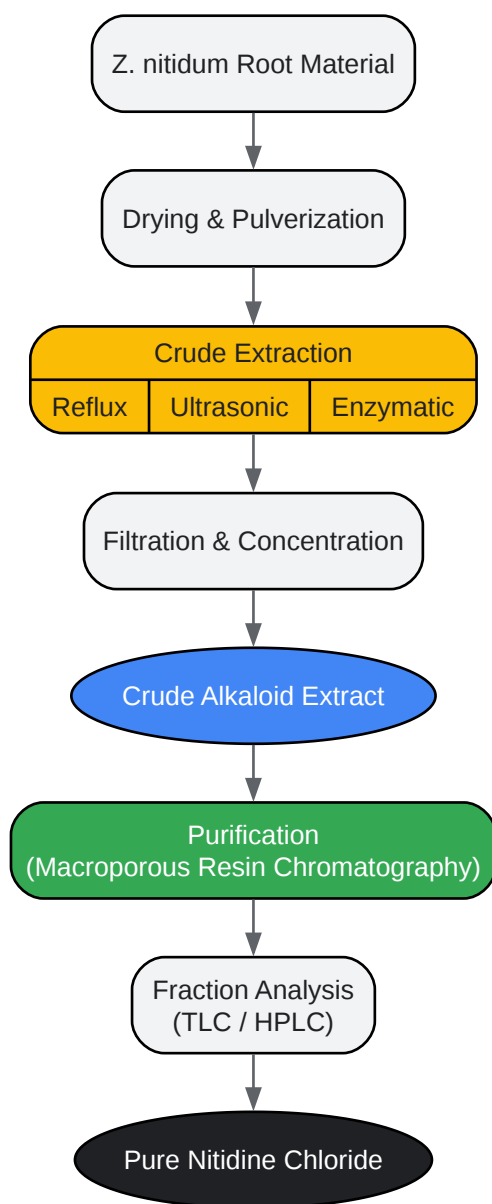 Z. nitidum Root Material
Drying & Pulverization
Crude Extraction
Reflux
Ultrasonic
Enzymatic
Filtration & Concentration
Crude Alkaloid Extract
Purification
(Macroporous Resin Chromatography)
Fraction Analysis
(TLC / HPLC)
Pure Nitidine Chloride